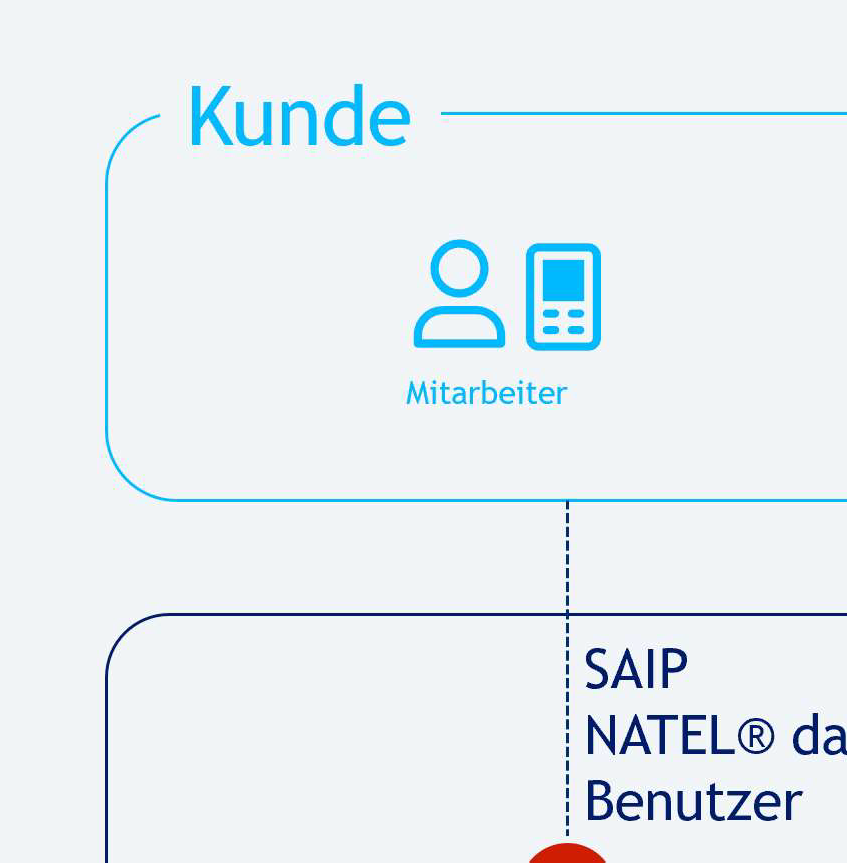 Kunde
Mitarbeiter
SAIP
NATEL®
Benutzer